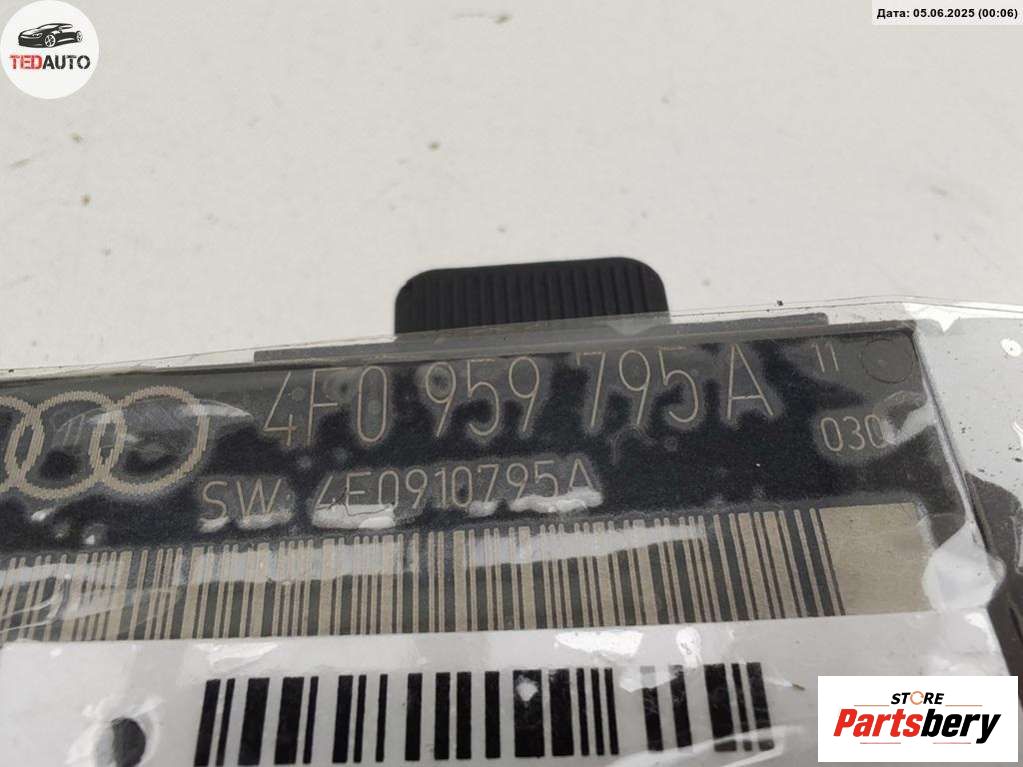 TEDAUTO
Дата: 05.06.2025 (00:06)
4F0 959 795 A 11
030
SW: 4E0910795A
STORE
Partsbery